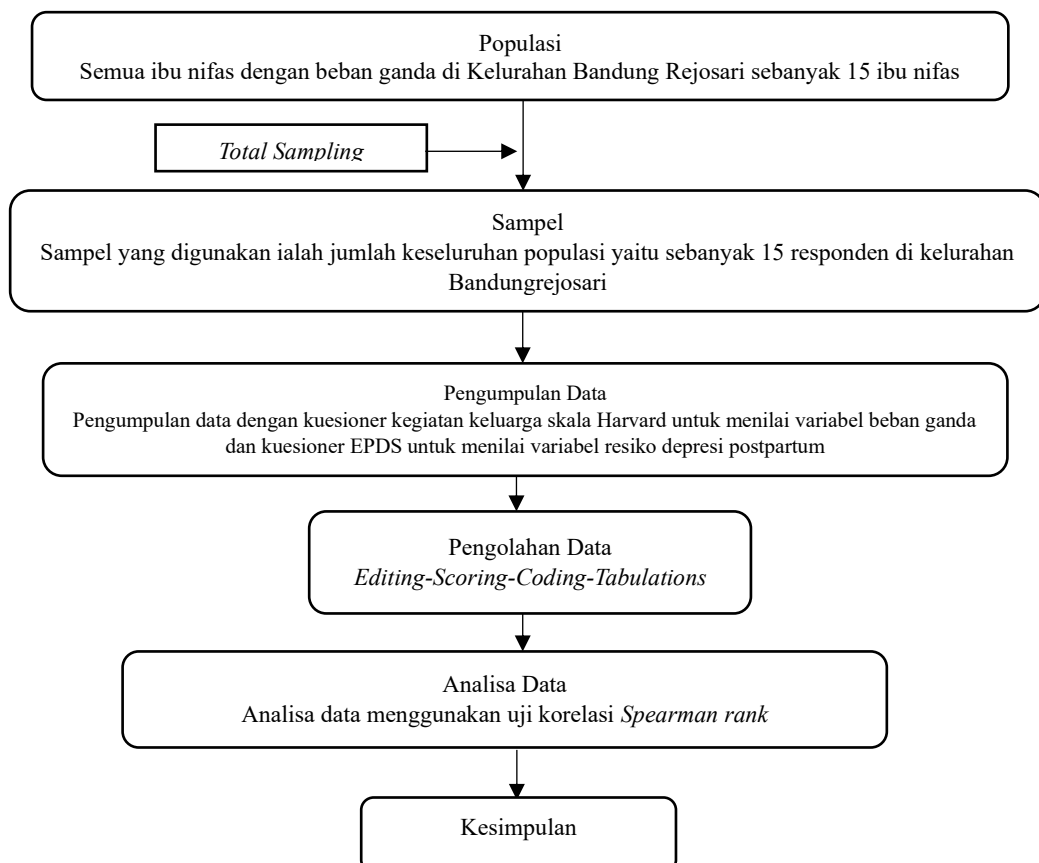 Populasi
Semua ibu nifas dengan beban ganda di Kelurahan Bandung Rejosari sebanyak 15 ibu nifas
Total Sampling
Sampel
Sampel yang digunakan ialah jumlah keseluruhan populasi yaitu sebanyak 15 responden di kelurahan
Bandungrejosari
Pengumpulan Data
Pengumpulan data dengan kuesioner kegiatan keluarga skala Harvard untuk menilai variabel beban ganda
dan kuesioner EPDS untuk menilai variabel resiko depresi postpartum
Pengolahan Data
Editing-Scoring-Coding-Tabulations
Analisa Data
Analisa data menggunakan uji korelasi Spearman rank
Kesimpulan